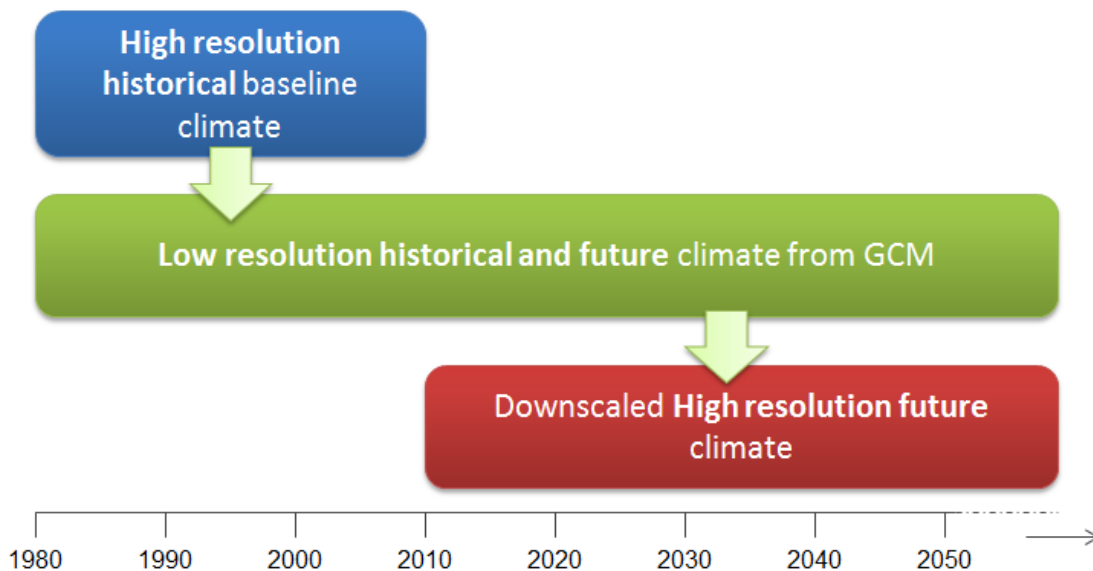 High resolution
historical baseline
climate
Low resolution historical and future climate from GCM
Downscaled High resolution future
climate
1980 1990 2000 2010 2020 2030 2040 2050